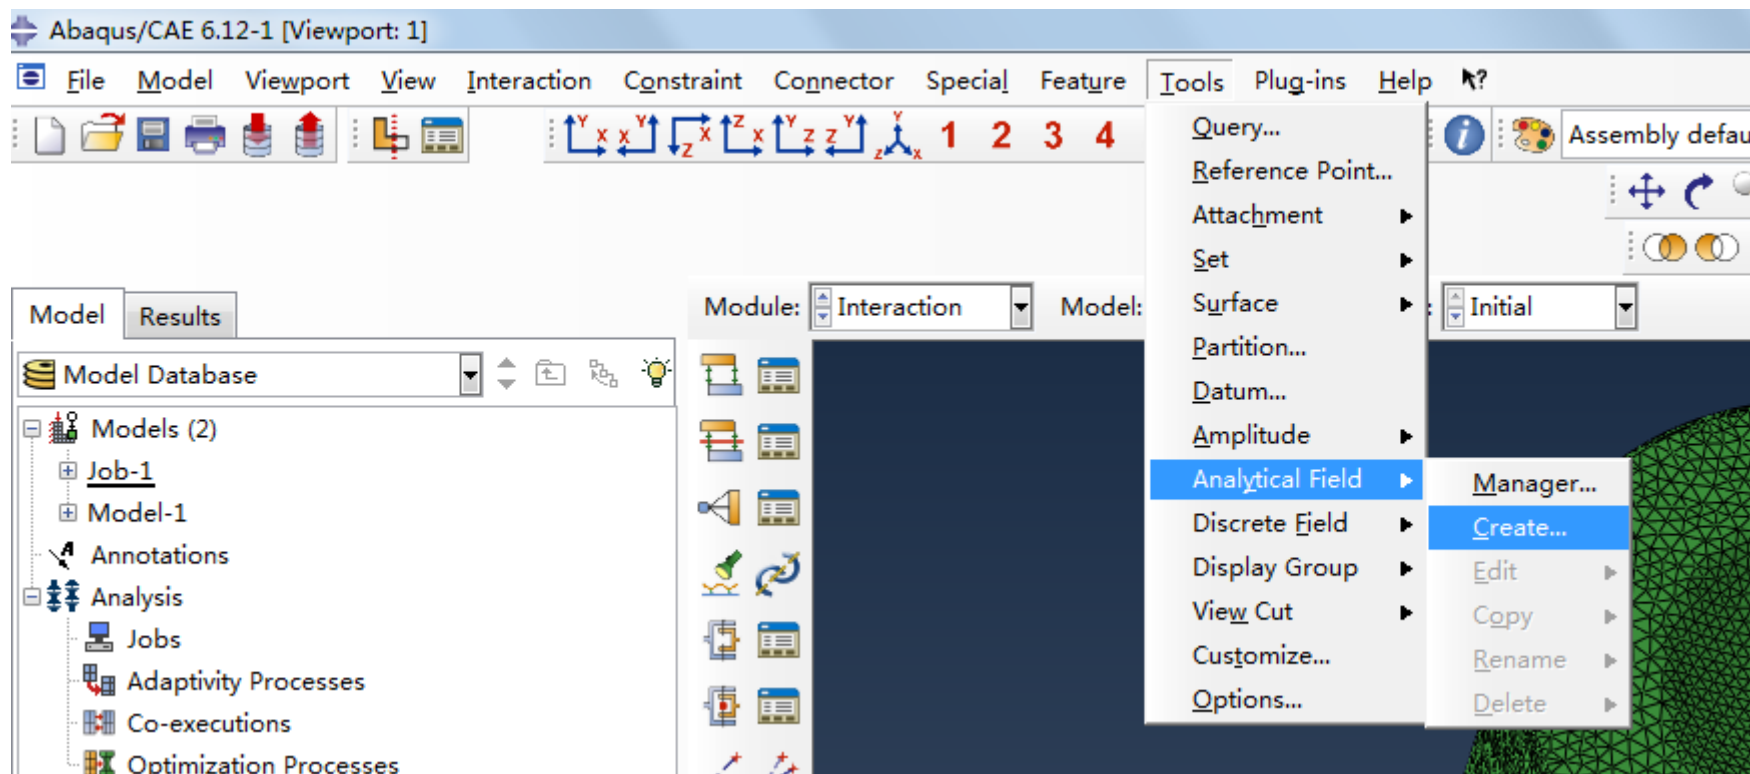 Abaqus/CAE 6.12-1 [Viewport: 1]
File Model Viewport View Interaction Constraint Connector Special Feature Tools Plug-ins Help ?
1 2 3 4
Assembly defau
Query...
Reference Point...
Attachment
Set
Surface
Partition...
Datum...
Amplitude
Analytical Field
Discrete Field
Display Group
View Cut
Customize...
Options...
Manager...
Create...
Edit
Copy
Rename
Delete
Module: Interaction Model: : Initial
Model Results
Model Database
Models (2)
Job-1
Model-1
Annotations
Analysis
Jobs
Adaptivity Processes
Co-executions
Optimization Processes